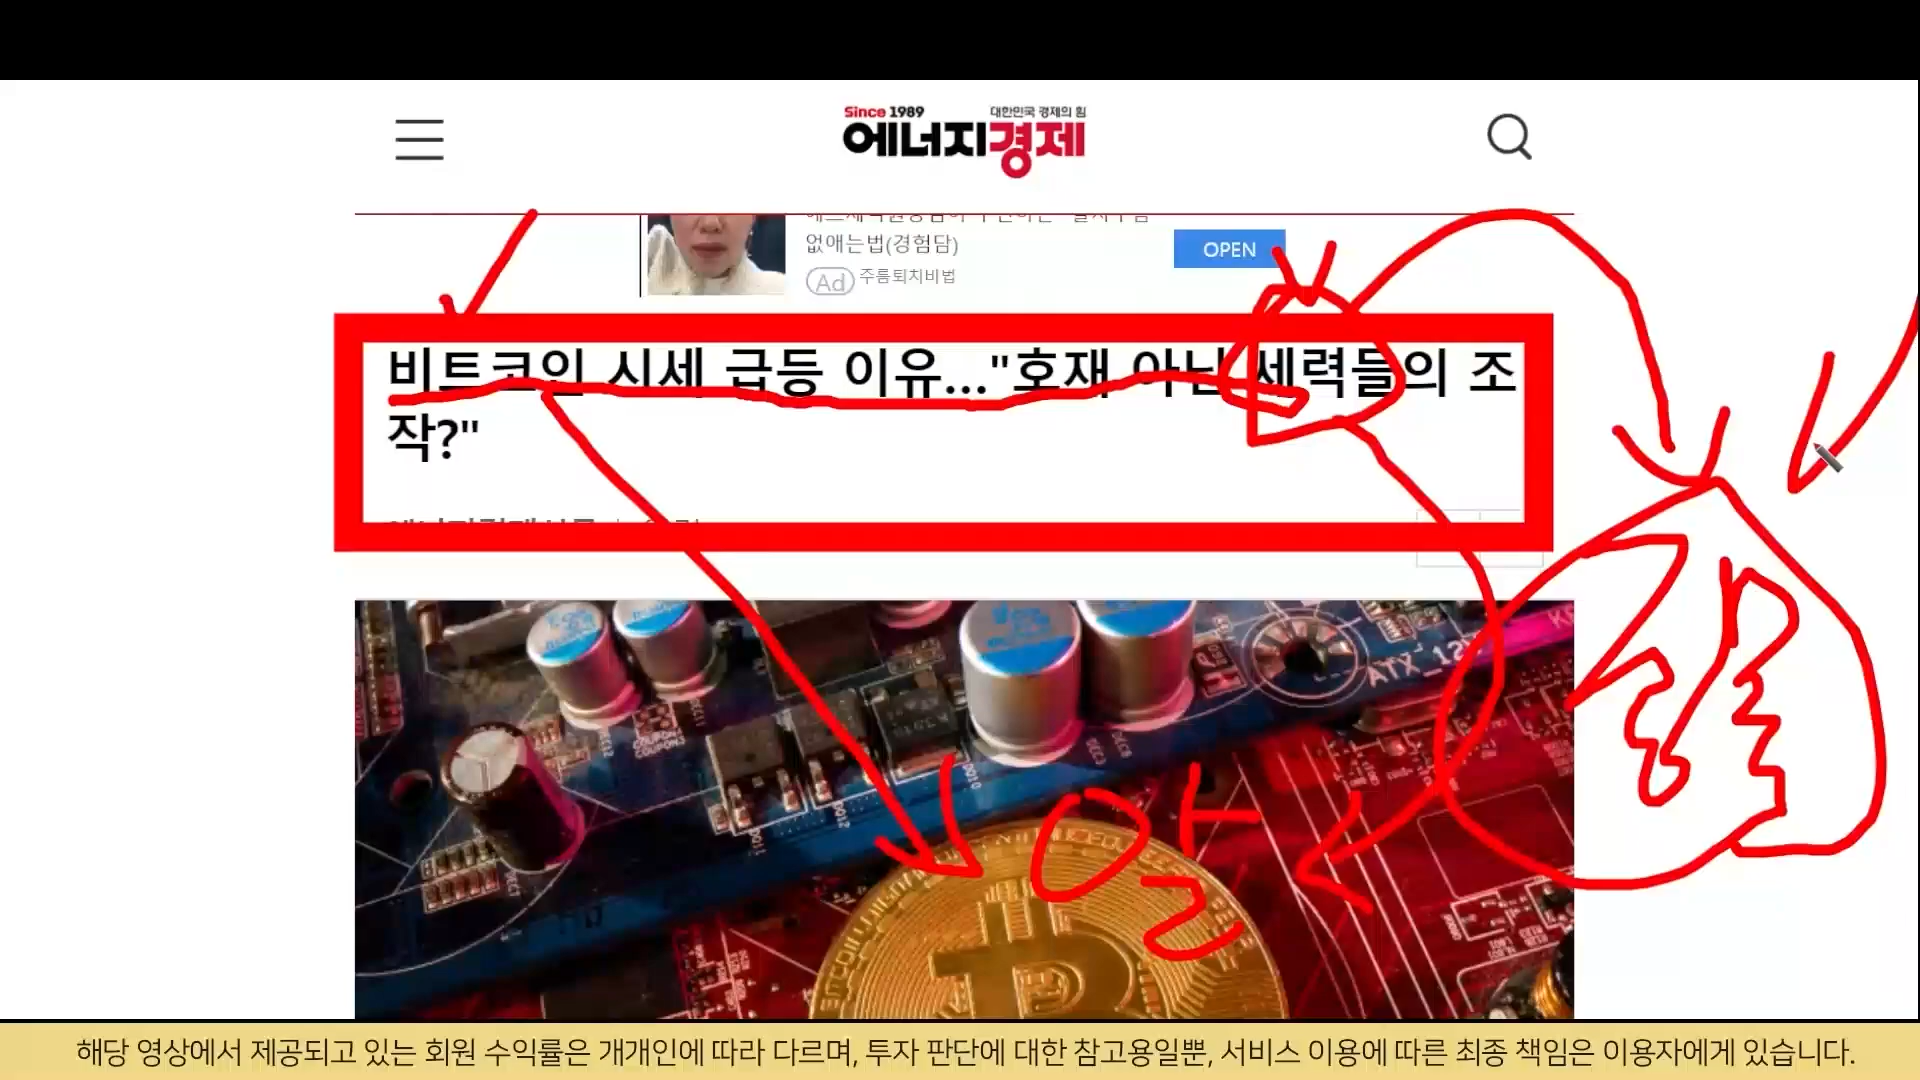 Since 1989
대한민국 경제의 힘
에너지경제
없애는법(경험담)
Ad 주름퇴치비법
OPEN
비트코인 시세 급등 이유..."호재 아닌 세력들의 조
작?"
ATX_12V
알
해당 영상에서 제공되고 있는 회원 수익률은 개개인에 따라 다르며, 투자 판단에 대한 참고용일뿐, 서비스 이용에 따른 최종 책임은 이용자에게 있습니다.